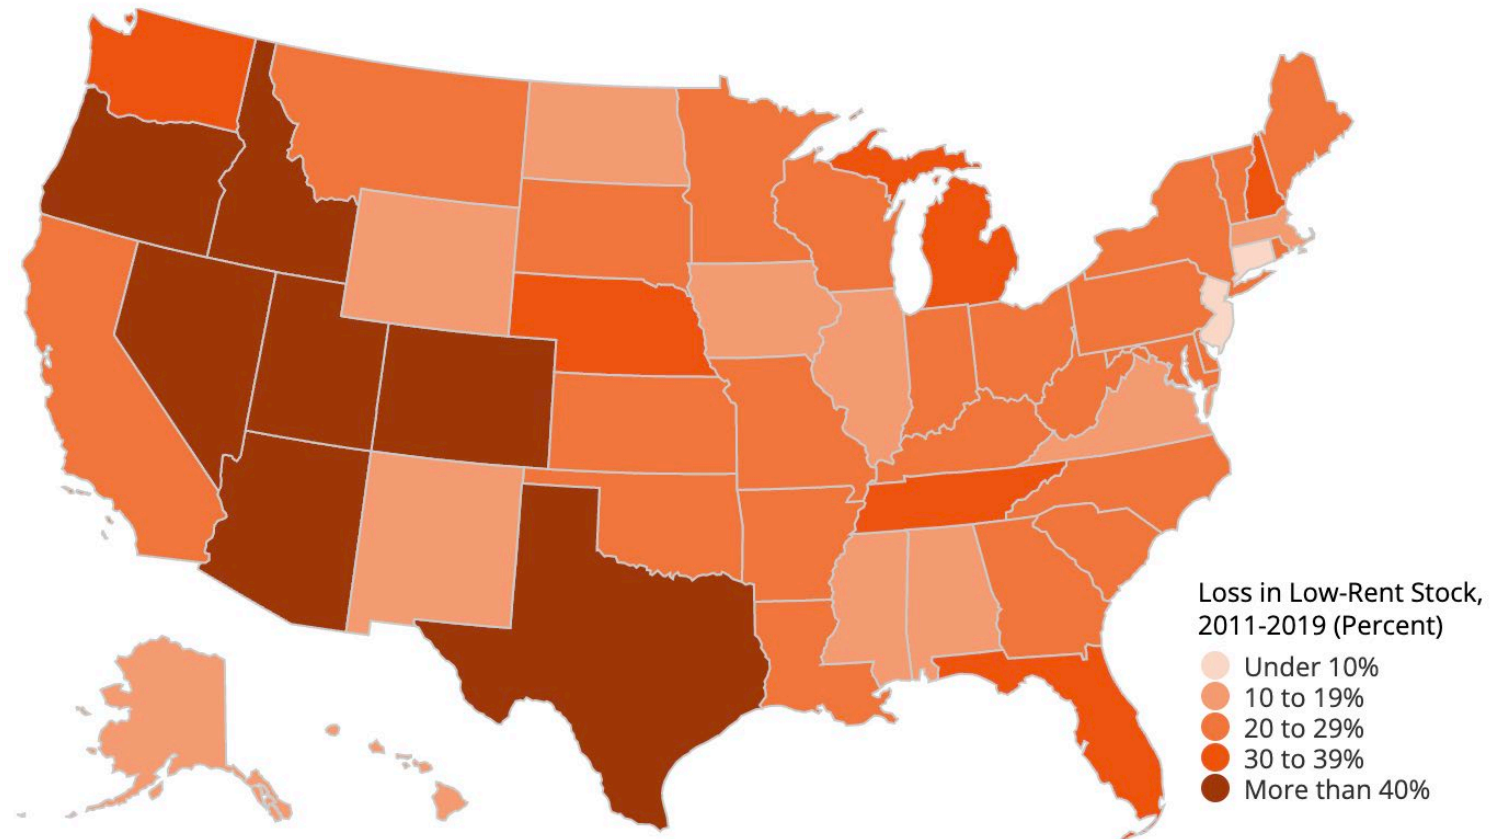 Loss in Low-Rent Stock,
2011-2019 (Percent)
Under 10%
10 to 19%
20 to 29%
30 to 39%
More than 40%